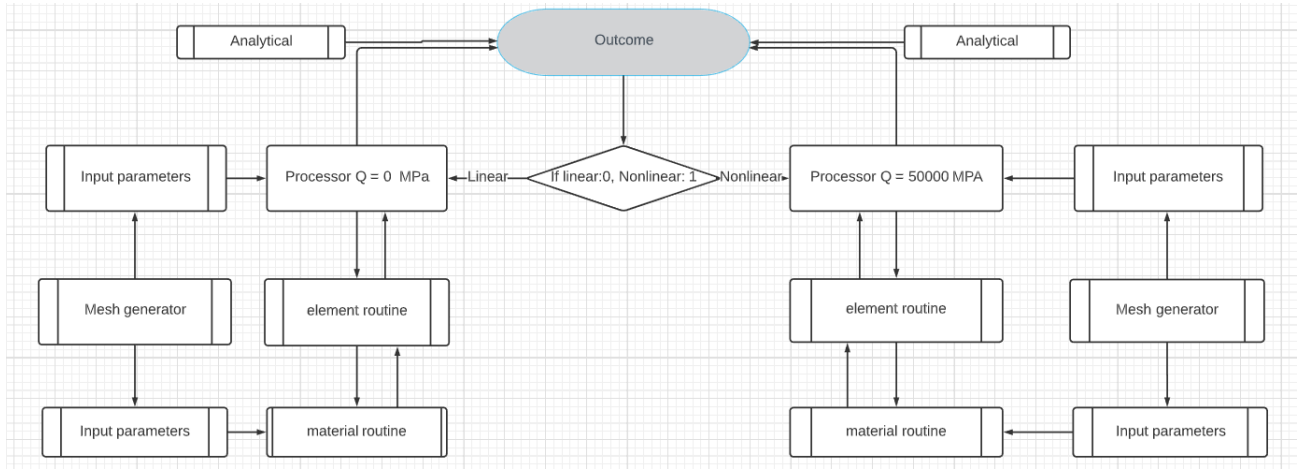 Analytical
Outcome
Analytical
Input parameters
Processor Q = 0 MPa
Linear
If linear:0, Nonlinear: 1
Nonlinear
Processor Q = 50000 MPA
Input parameters
Mesh generator
element routine
element routine
Mesh generator
Input parameters
material routine
material routine
Input parameters